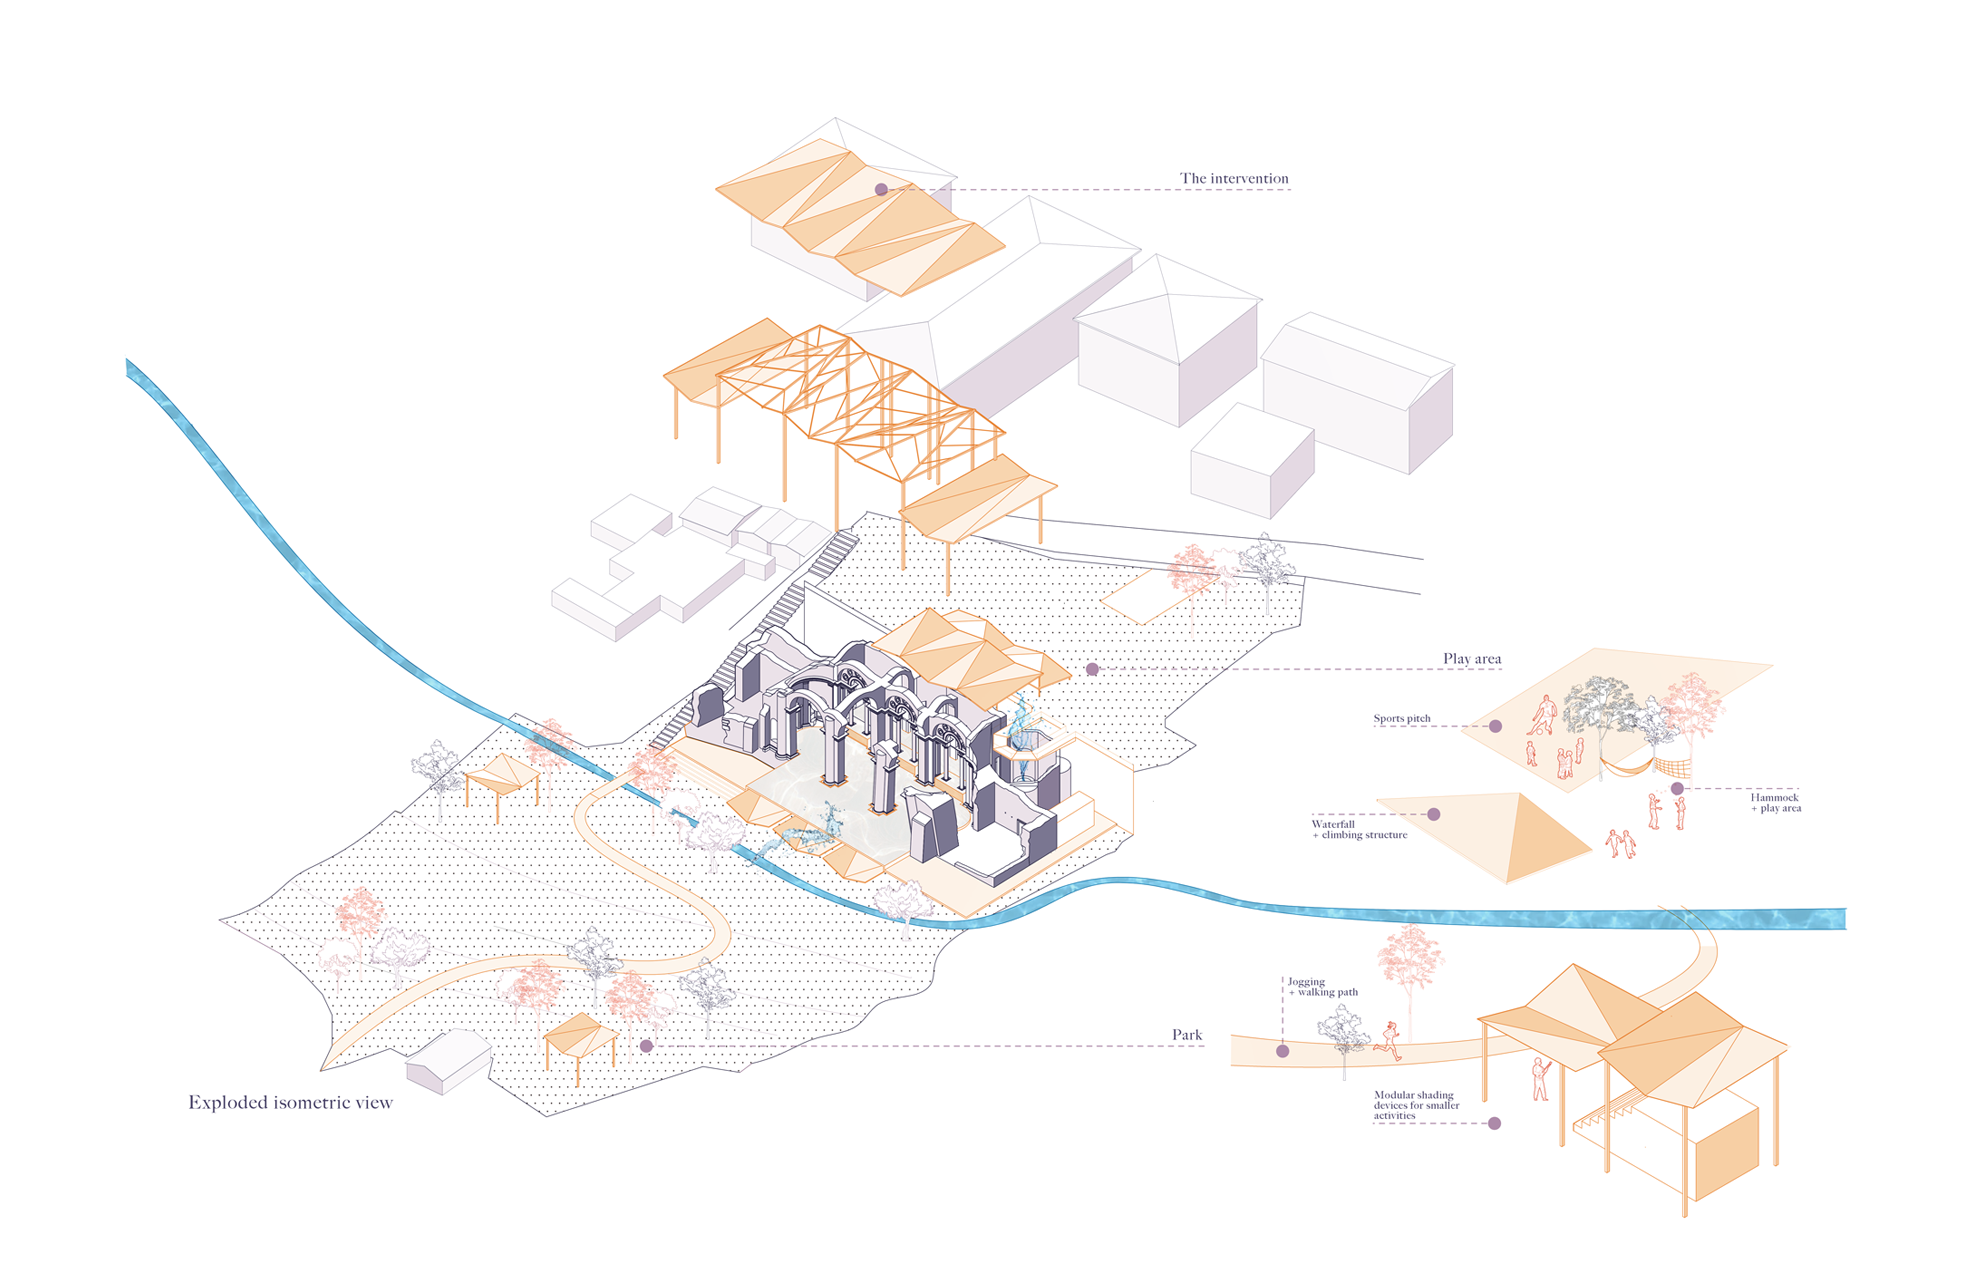 The intervention
Play area
Sports pitch
Hammock
+ play area
Waterfall
+ climbing structure
Jogging
+ walking path
Park
Modular shading
devices for smaller
activities
Exploded isometric view